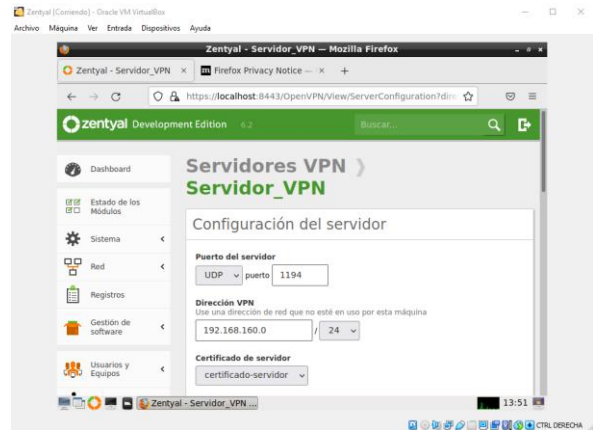 Zentyal [Corriendo] - Oracle VM VirtualBox
Archivo Máquina Ver Entrada Dispositivos Ayuda
Zentyal - Servidor_VPN — Mozilla Firefox
Zentyal - Servidor_VPN
Firefox Privacy Notice —
https://localhost:8443/OpenVPN/View/ServerConfiguration?dire
zentyal Development Edition 6.2
Buscar...
Dashboard
Estado de los
Módulos
Sistema
Red
Registros
Gestión de
software
Usuarios y
Equipos
Servidores VPN
Servidor_VPN
Configuración del servidor
Puerto del servidor
UDP puerto 1194
Dirección VPN
Use una dirección de red que no esté en uso por esta máquina
192.168.160.0 / 24
Certificado de servidor
certificado-servidor
Zentyal - Servidor_VPN ...
13:51
CTRL DERECHA